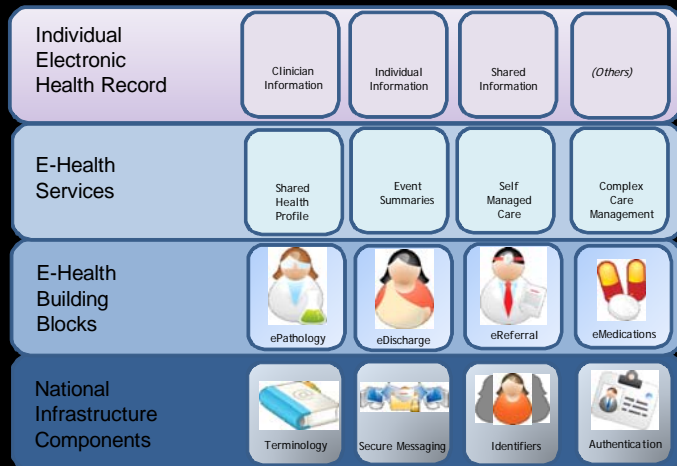 Individual
Electronic
Health Record
Clinician
Information
Individual
Information
Shared
Information
(Others)
E-Health
Services
Shared
Health
Profile
Event
Summaries
Self
Managed
Care
Complex
Care
Management
E-Health
Building
Blocks
ePathology
eDischarge
eReferral
eMedications
National
Infrastructure
Components
Terminology
Secure Messaging
Identifiers
Authentication